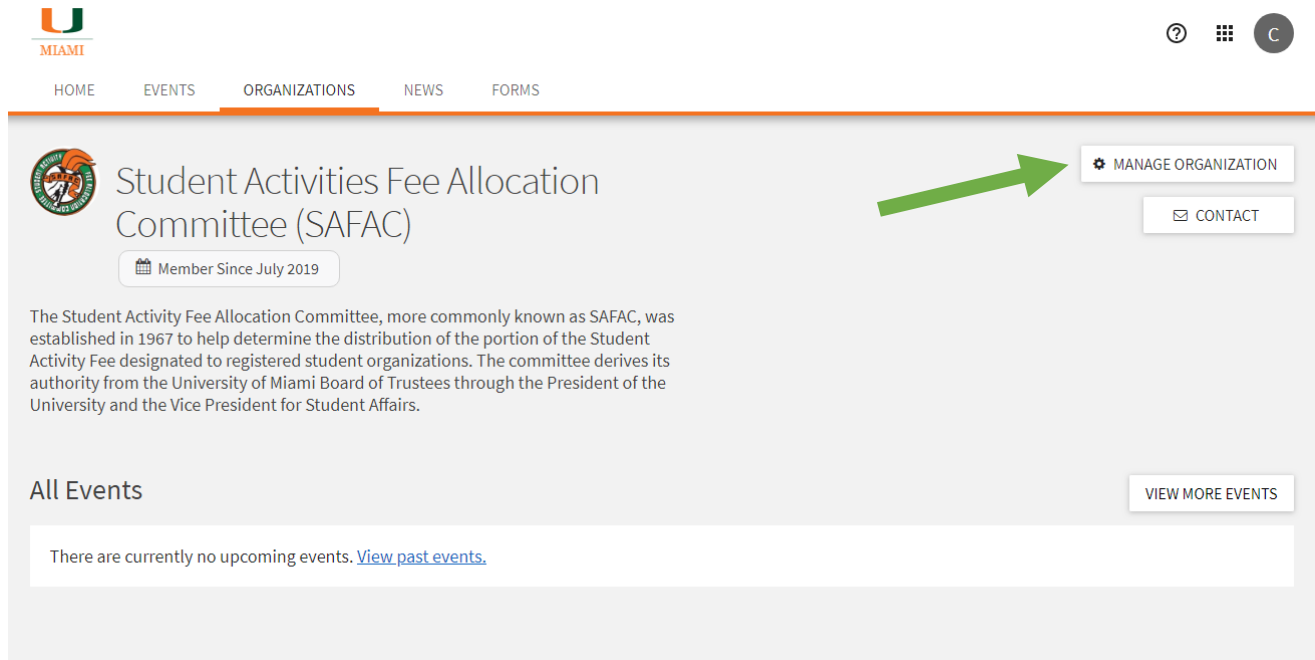 MIAMI
C
HOME EVENTS ORGANIZATIONS NEWS FORMS
MANAGE ORGANIZATION
Student Activities Fee Allocation
Committee (SAFAC)
CONTACT
Member Since July 2019
The Student Activity Fee Allocation Committee, more commonly known as SAFAC, was
established in 1967 to help determine the distribution of the portion of the Student
Activity Fee designated to registered student organizations. The committee derives its
authority from the University of Miami Board of Trustees through the President of the
University and the Vice President for Student Affairs.
All Events
VIEW MORE EVENTS
There are currently no upcoming events. View past events.